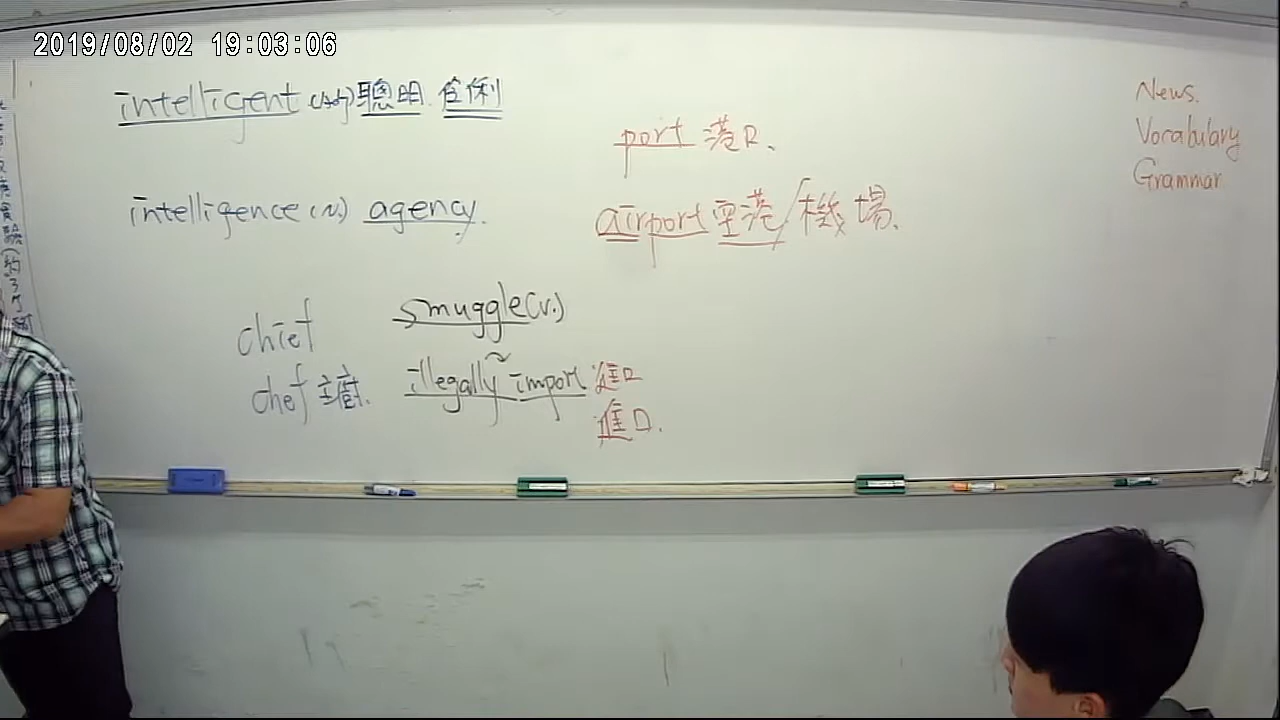 2019/08/02 19:03:06
intelligent (adj) 聰明. 伶俐
intelligence (n.) agency.
chief
chef 主廚.
smuggle (v.)
illegally import 進口
進口.
port 港口.
airport 空港/機場.
News.
Vocabulary
Grammar